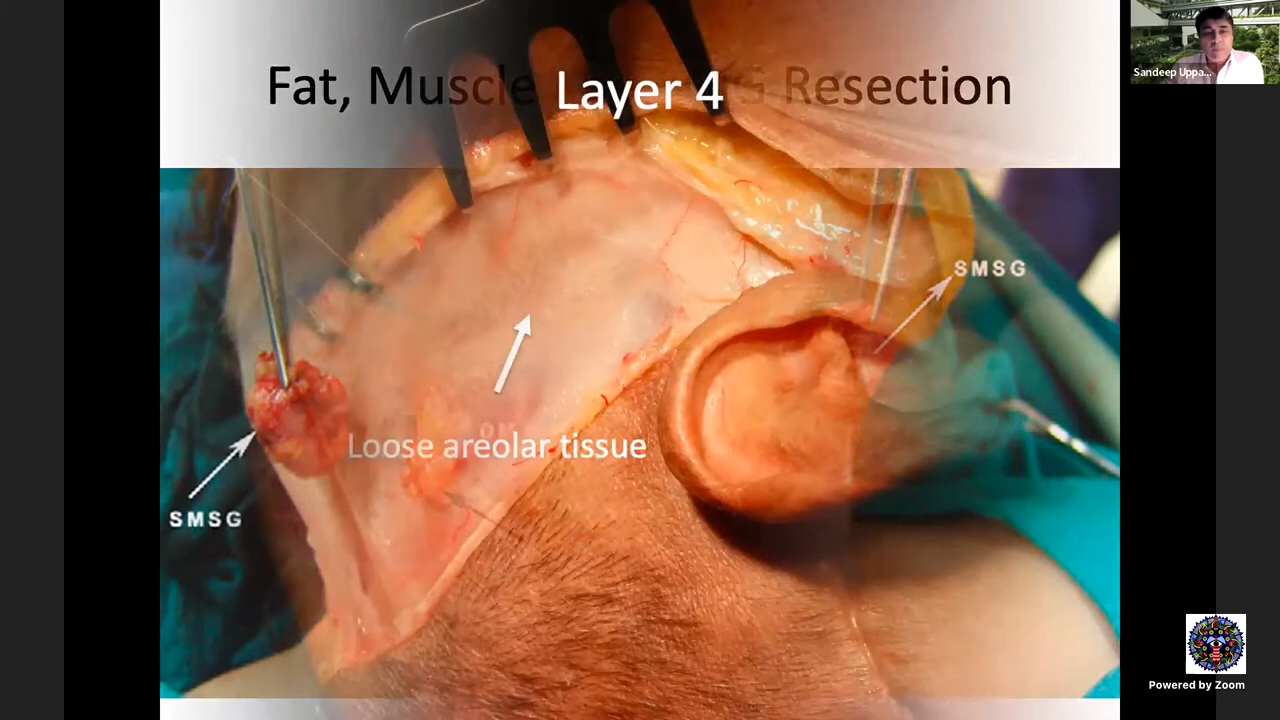 Fat, Muscle G Resection
Layer 4
SMSG
Loose areolar tissue
SMSG
Sandeep Uppa...
Powered by Zoom